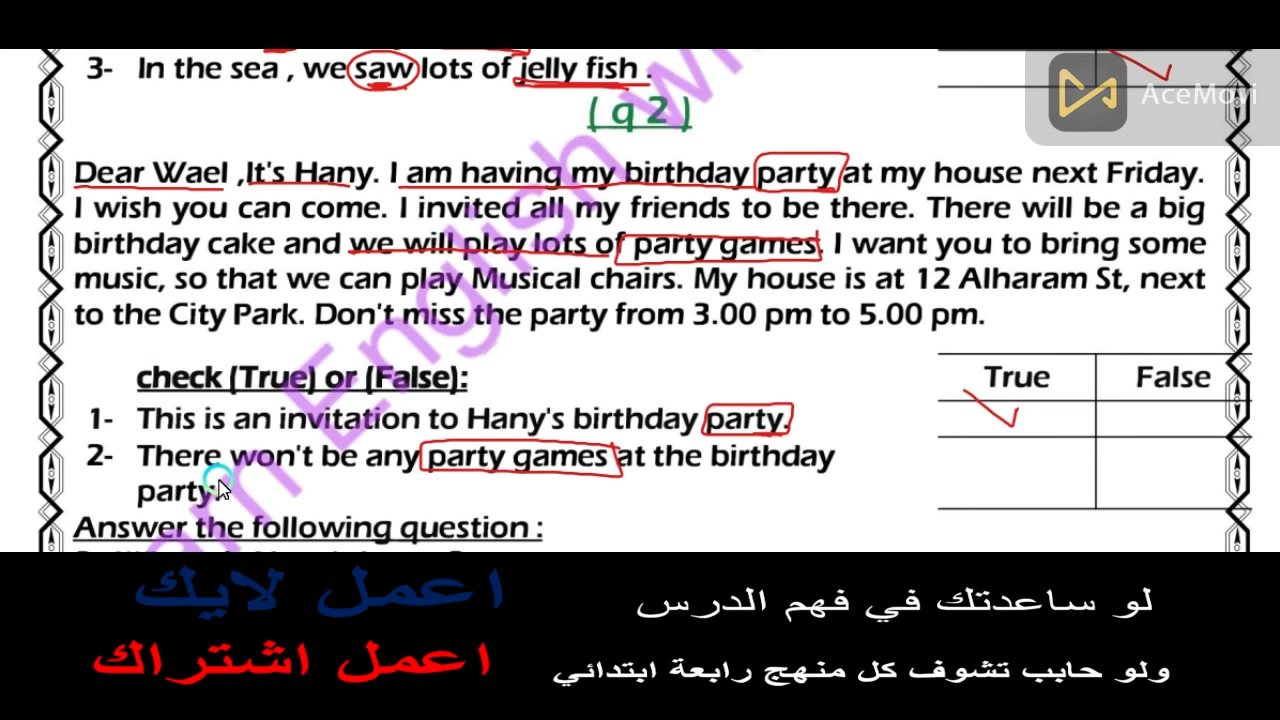 3- In the sea , we saw lots of jelly fish .
AceMovi
( q 2 )
Dear Wael ,It's Hany. I am having my birthday party at my house next Friday.
I wish you can come. I invited all my friends to be there. There will be a big
birthday cake and we will play lots of party games. I want you to bring some
music, so that we can play Musical chairs. My house is at 12 Alharam St, next
to the City Park. Don't miss the party from 3.00 pm to 5.00 pm.
check (True) or (False):
True False
1- This is an invitation to Hany's birthday party.
2- There won't be any party games at the birthday
party.
Answer the following question :
arn English wi
لو ساعدتك في فهم الدرس
اعمل لايك
ولو حابب تشوف كل منهج رابعة ابتدائي
اعمل اشتراك